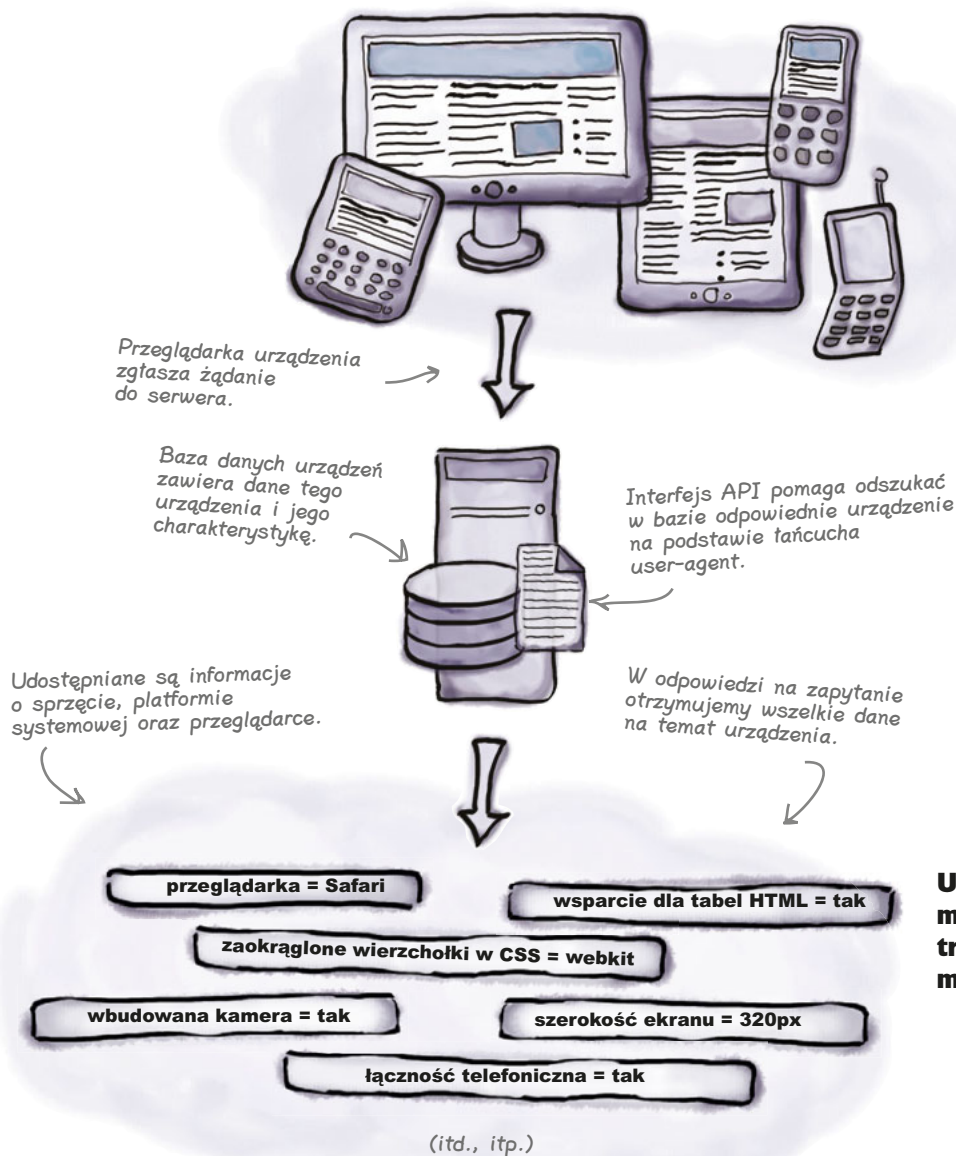 Przeglądarka urządzenia
zgłasza żądanie
do serwera.
Baza danych urządzeń
zawiera dane tego
urządzenia i jego
charakterystykę.
Interfejs API pomaga odszukać
w bazie odpowiednie urządzenie
na podstawie łańcucha
user-agent.
Udostępniane są informacje
o sprzęcie, platformie
systemowej oraz przeglądarce.
W odpowiedzi na zapytanie
otrzymujemy wszelkie dane
na temat urządzenia.
przeglądarka = Safari
wsparcie dla tabel HTML = tak
zaokrąglone wierzchołki w CSS = webkit
wbudowana kamera = tak
szerokość ekranu = 320px
łączność telefoniczna = tak
(itd., itp.)